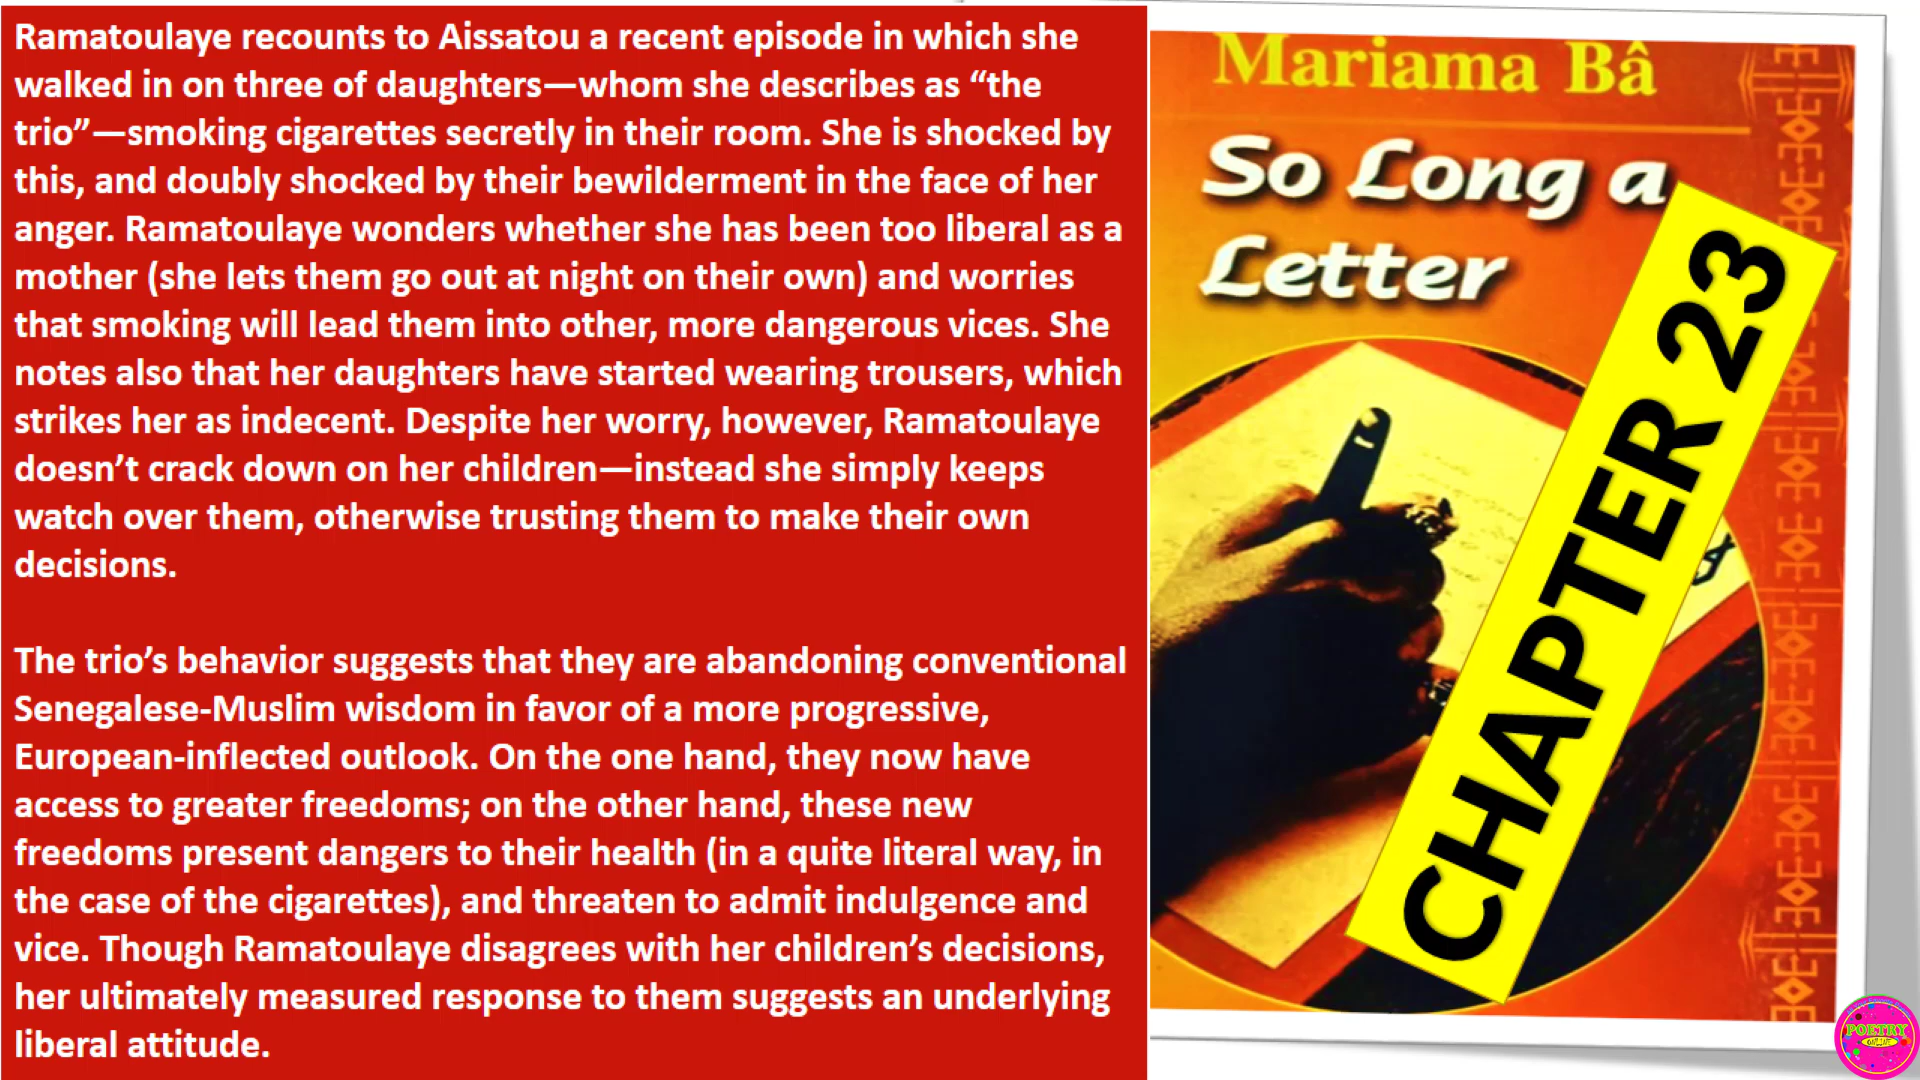 Ramatoulaye recounts to Aissatou a recent episode in which she
walked in on three of daughters—whom she describes as “the
trio”—smoking cigarettes secretly in their room. She is shocked by
this, and doubly shocked by their bewilderment in the face of her
anger. Ramatoulaye wonders whether she has been too liberal as a
mother (she lets them go out at night on their own) and worries
that smoking will lead them into other, more dangerous vices. She
notes also that her daughters have started wearing trousers, which
strikes her as indecent. Despite her worry, however, Ramatoulaye
doesn’t crack down on her children—instead she simply keeps
watch over them, otherwise trusting them to make their own
decisions.
The trio’s behavior suggests that they are abandoning conventional
Senegalese-Muslim wisdom in favor of a more progressive,
European-inflected outlook. On the one hand, they now have
access to greater freedoms; on the other hand, these new
freedoms present dangers to their health (in a quite literal way, in
the case of the cigarettes), and threaten to admit indulgence and
vice. Though Ramatoulaye disagrees with her children’s decisions,
her ultimately measured response to them suggests an underlying
liberal attitude.
Mariama Bâ
So Long a
Letter
CHAPTER 23
POETRY
ONLINE